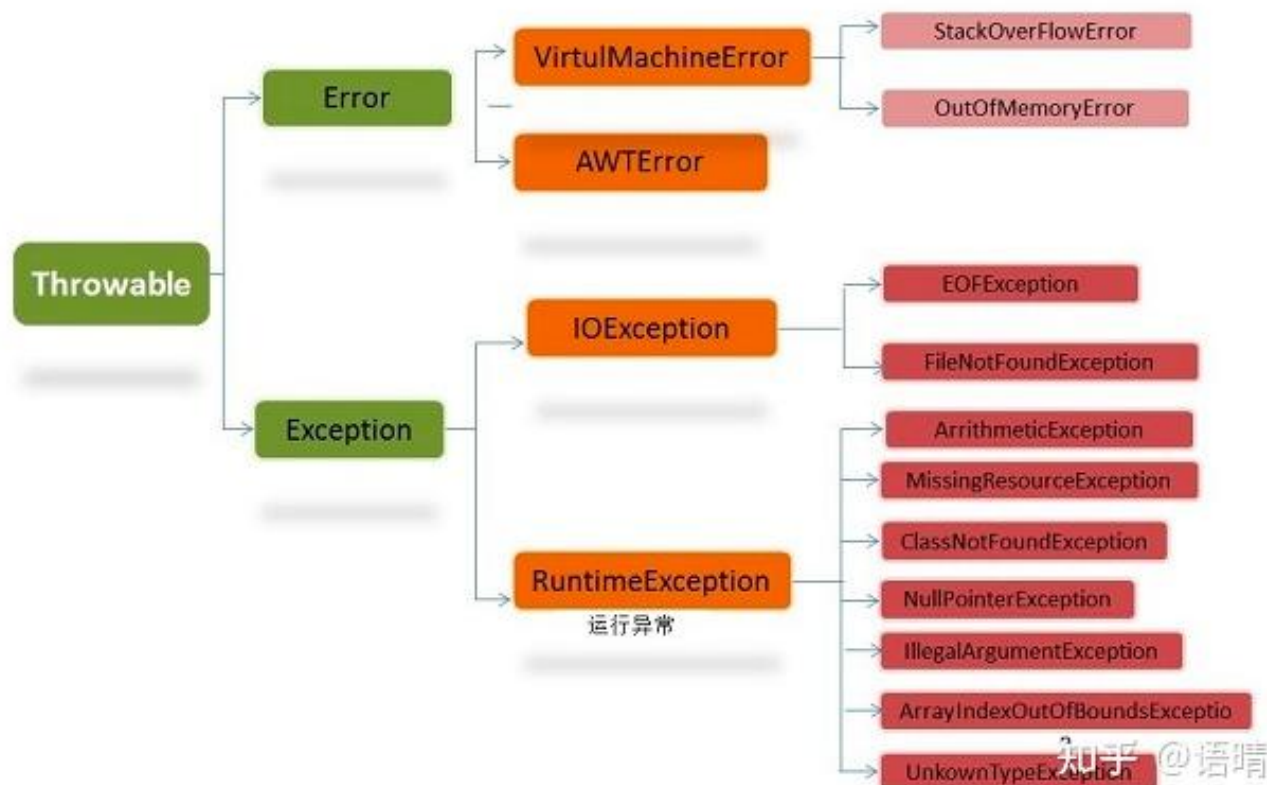 Throwable
Error
VirtulMachineError
StackOverFlowError
OutOfMemoryError
AWTError
Exception
IOException
EOFException
FileNotFoundException
RuntimeException
运行异常
ArrithmeticException
MissingResourceException
ClassNotFoundException
NullPointerException
IllegalArgumentException
ArrayIndexOutOfBoundsExceptio
UnkownTypeException
知乎 @语晴